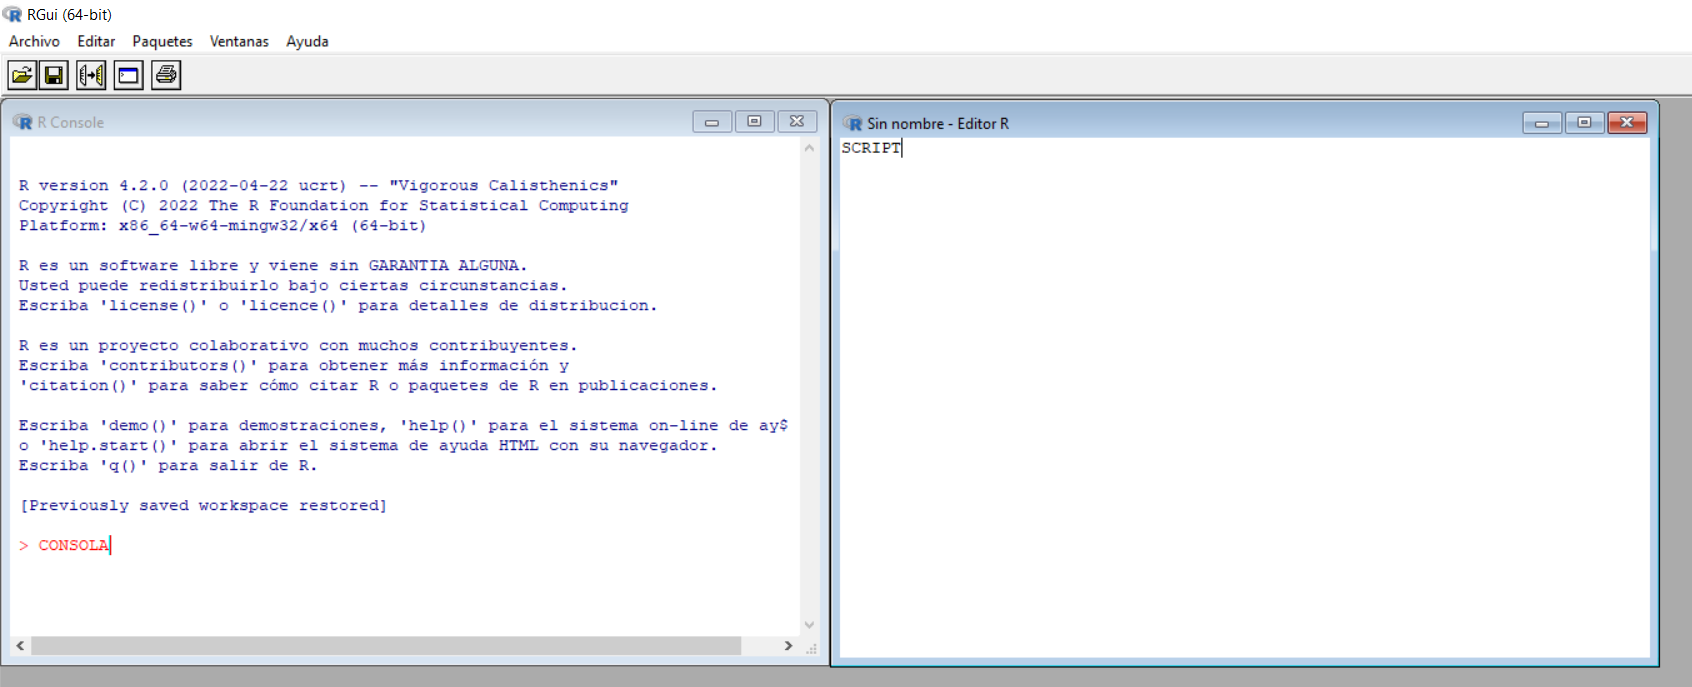 RGui (64-bit)
Archivo Editar Paquetes Ventanas Ayuda
R Console
R version 4.2.0 (2022-04-22 ucrt) -- "Vigorous Calisthenics"
Copyright (C) 2022 The R Foundation for Statistical Computing
Platform: x86_64-w64-mingw32/x64 (64-bit)
R es un software libre y viene sin GARANTIA ALGUNA.
Usted puede redistribuirlo bajo ciertas circunstancias.
Escriba 'license()' o 'licence()' para detalles de distribucion.
R es un proyecto colaborativo con muchos contribuyentes.
Escriba 'contributors()' para obtener más información y
'citation()' para saber cómo citar R o paquetes de R en publicaciones.
Escriba 'demo()' para demostraciones, 'help()' para el sistema on-line de ay$
o 'help.start()' para abrir el sistema de ayuda HTML con su navegador.
Escriba 'q()' para salir de R.
[Previously saved workspace restored]
> CONSOLA
Sin nombre - Editor R
SCRIPT